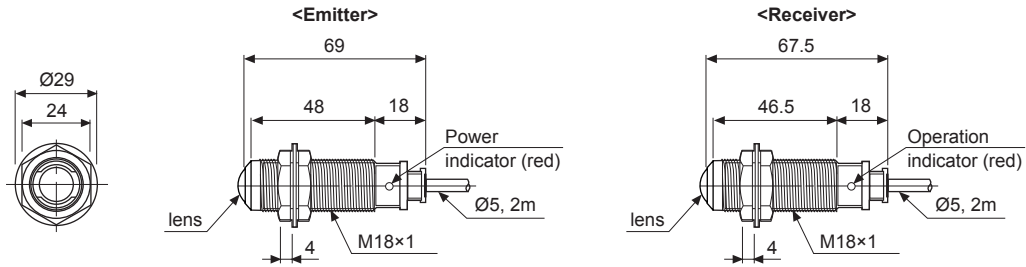 <Emitter>
<Receiver>
69
67.5
Ø29
24
48
18
46.5
18
Power
indicator (red)
Operation
indicator (red)
lens
Ø5, 2m
lens
Ø5, 2m
4
M18×1
4
M18×1